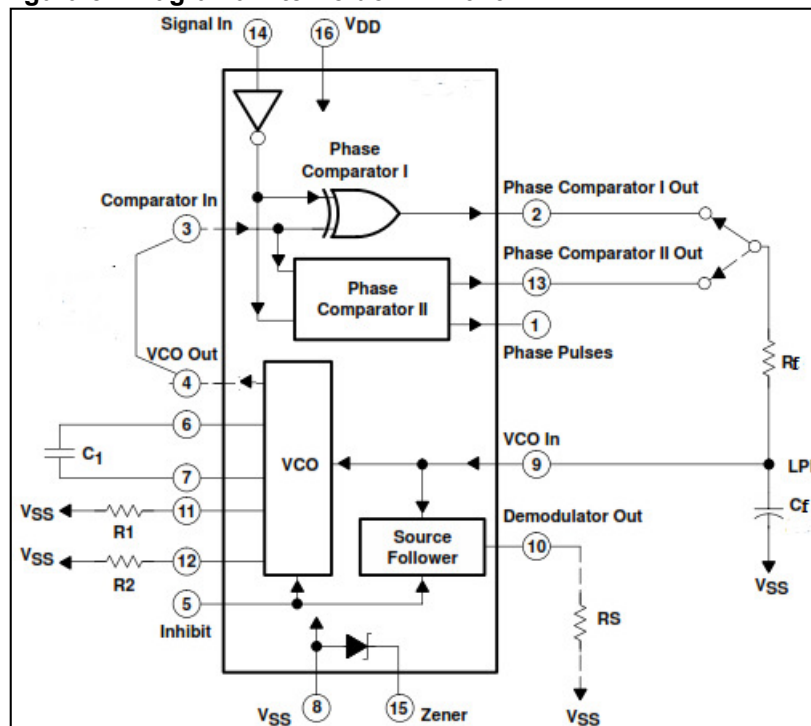 Signal In
14
16
VDD
Phase
Comparator I
Comparator In
3
Phase Comparator I Out
2
Phase Comparator II Out
13
Phase
Comparator II
1
Phase Pulses
VCO Out
4
Rf
6
C1
7
VCO
VCO In
9
VSS
R1
11
Cf
Demodulator Out
VSS
R2
12
Source
Follower
10
VSS
5
Inhibit
RS
VSS
8
15
Zener
VSS